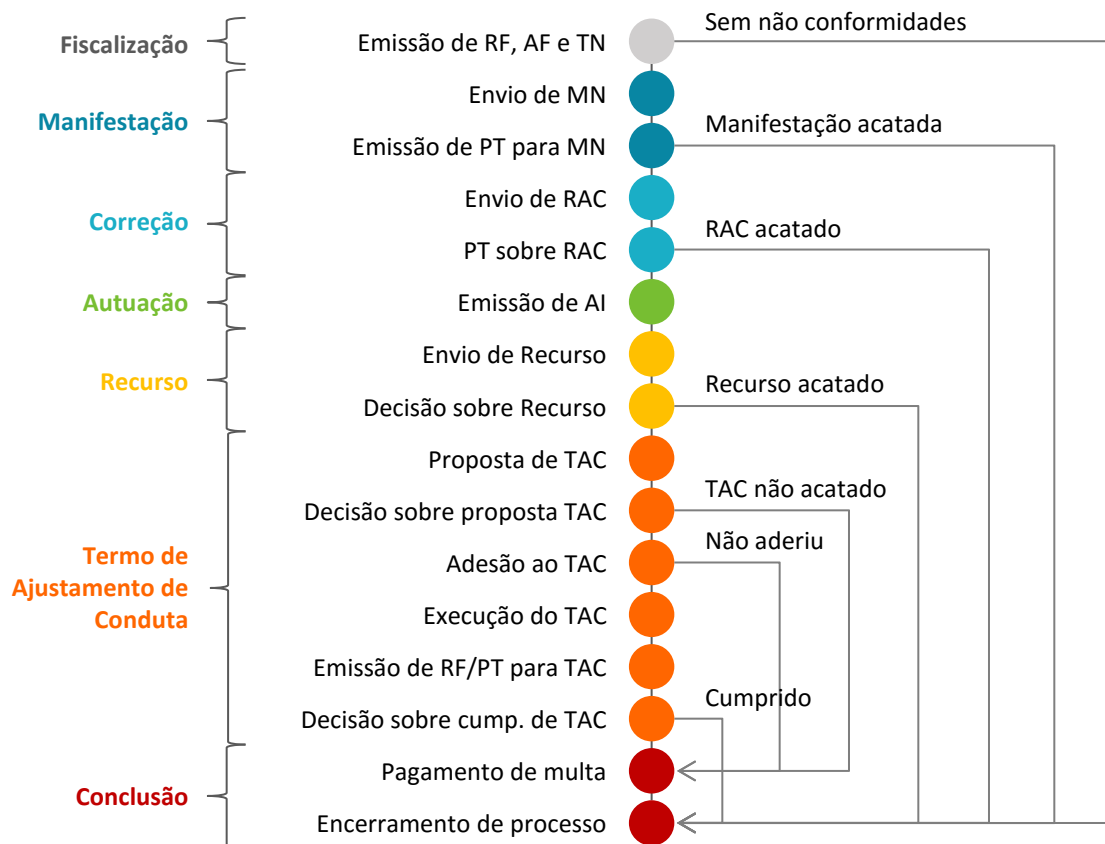 Fiscalização
Emissão de RF, AF e TN
Sem não conformidades
Manifestação
Envio de MN
Emissão de PT para MN
Manifestação acatada
Correção
Envio de RAC
PT sobre RAC
RAC acatado
Autuação
Emissão de AI
Recurso
Envio de Recurso
Decisão sobre Recurso
Recurso acatado
Termo de
Ajustamento de
Conduta
Proposta de TAC
Decisão sobre proposta TAC
TAC não acatado
Adesão ao TAC
Não aderiu
Execução do TAC
Emissão de RF/PT para TAC
Decisão sobre cump. de TAC
Cumprido
Conclusão
Pagamento de multa
Encerramento de processo